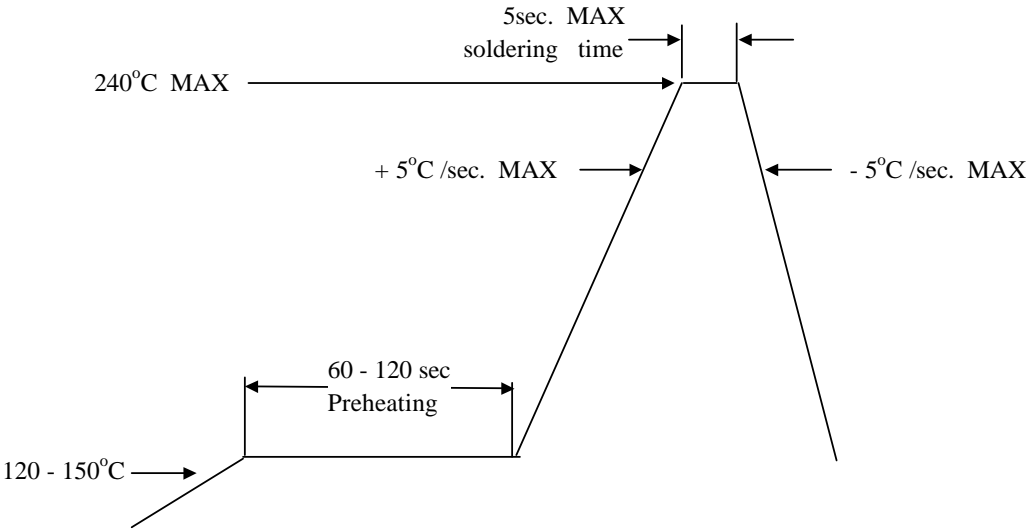 5sec. MAX
soldering time
240°C MAX
+ 5°C /sec. MAX
- 5°C /sec. MAX
60 - 120 sec
Preheating
120 - 150°C